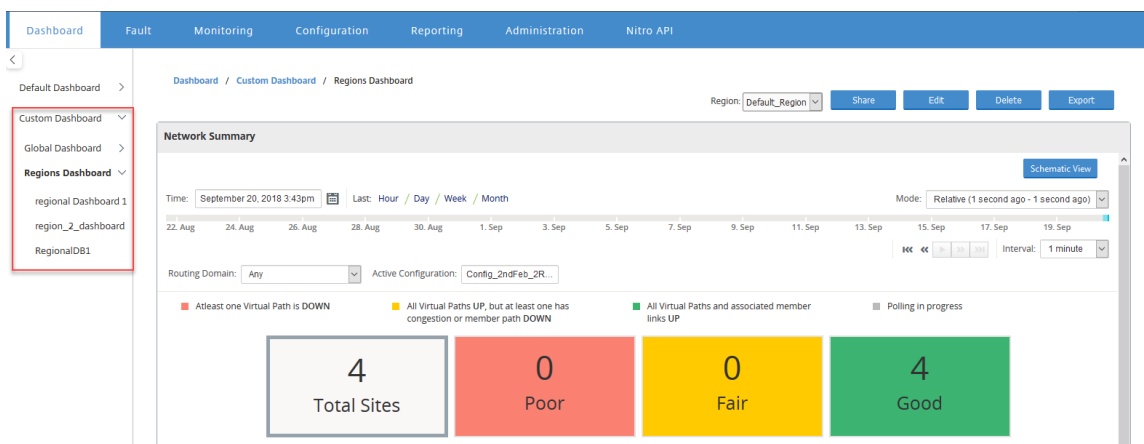 Dashboard Fault Monitoring Configuration Reporting Administration Nitro API
Dashboard / Custom Dashboard / Regions Dashboard
Default Dashboard
Region: Default_Region Share Edit Delete Export
Custom Dashboard
Network Summary
Global Dashboard
Schematic View
Regions Dashboard
regional Dashboard 1
Time: September 20, 2018 3:43pm Last: Hour / Day / Week / Month Mode: Relative (1 second ago - 1 second ago)
region_2_dashboard
22. Aug 24. Aug 26. Aug 28. Aug 30. Aug 1. Sep 3. Sep 5. Sep 7. Sep 9. Sep 11. Sep 13. Sep 15. Sep 17. Sep 19. Sep
RegionalDB1
Interval: 1 minute
Routing Domain: Any Active Configuration: Config_2ndFeb_2R...
Atleast one Virtual Path is DOWN
All Virtual Paths UP, but at least one has
congestion or member path DOWN
All Virtual Paths and associated member
links UP
Polling in progress
4 0 0 4
Total Sites Poor Fair Good